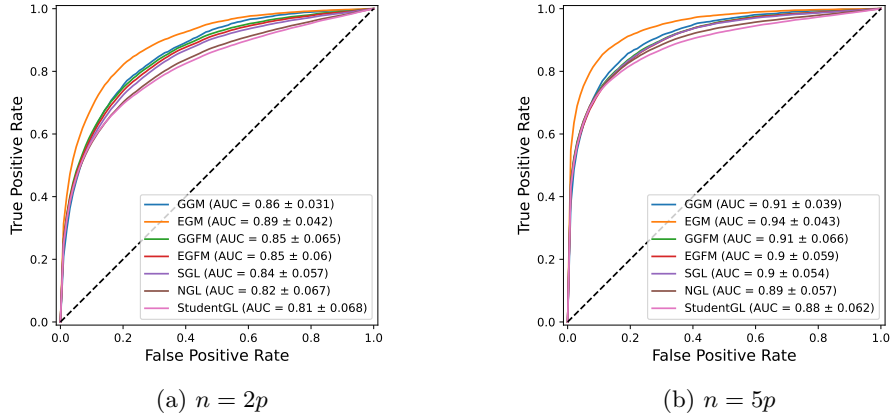 1.0
0.8
0.6
0.4
0.2
0.0
True Positive Rate
GGM (AUC = 0.86 ± 0.031)
EGM (AUC = 0.89 ± 0.042)
GGFM (AUC = 0.85 ± 0.065)
EGFM (AUC = 0.85 ± 0.06)
SGL (AUC = 0.84 ± 0.057)
NGL (AUC = 0.82 ± 0.067)
StudentGL (AUC = 0.81 ± 0.068)
0.0 0.2 0.4 0.6 0.8 1.0
False Positive Rate
(a) n = 2p
1.0
0.8
0.6
0.4
0.2
0.0
True Positive Rate
GGM (AUC = 0.91 ± 0.039)
EGM (AUC = 0.94 ± 0.043)
GGFM (AUC = 0.91 ± 0.066)
EGFM (AUC = 0.9 ± 0.059)
SGL (AUC = 0.9 ± 0.054)
NGL (AUC = 0.89 ± 0.057)
StudentGL (AUC = 0.88 ± 0.062)
0.0 0.2 0.4 0.6 0.8 1.0
False Positive Rate
(b) n = 5p